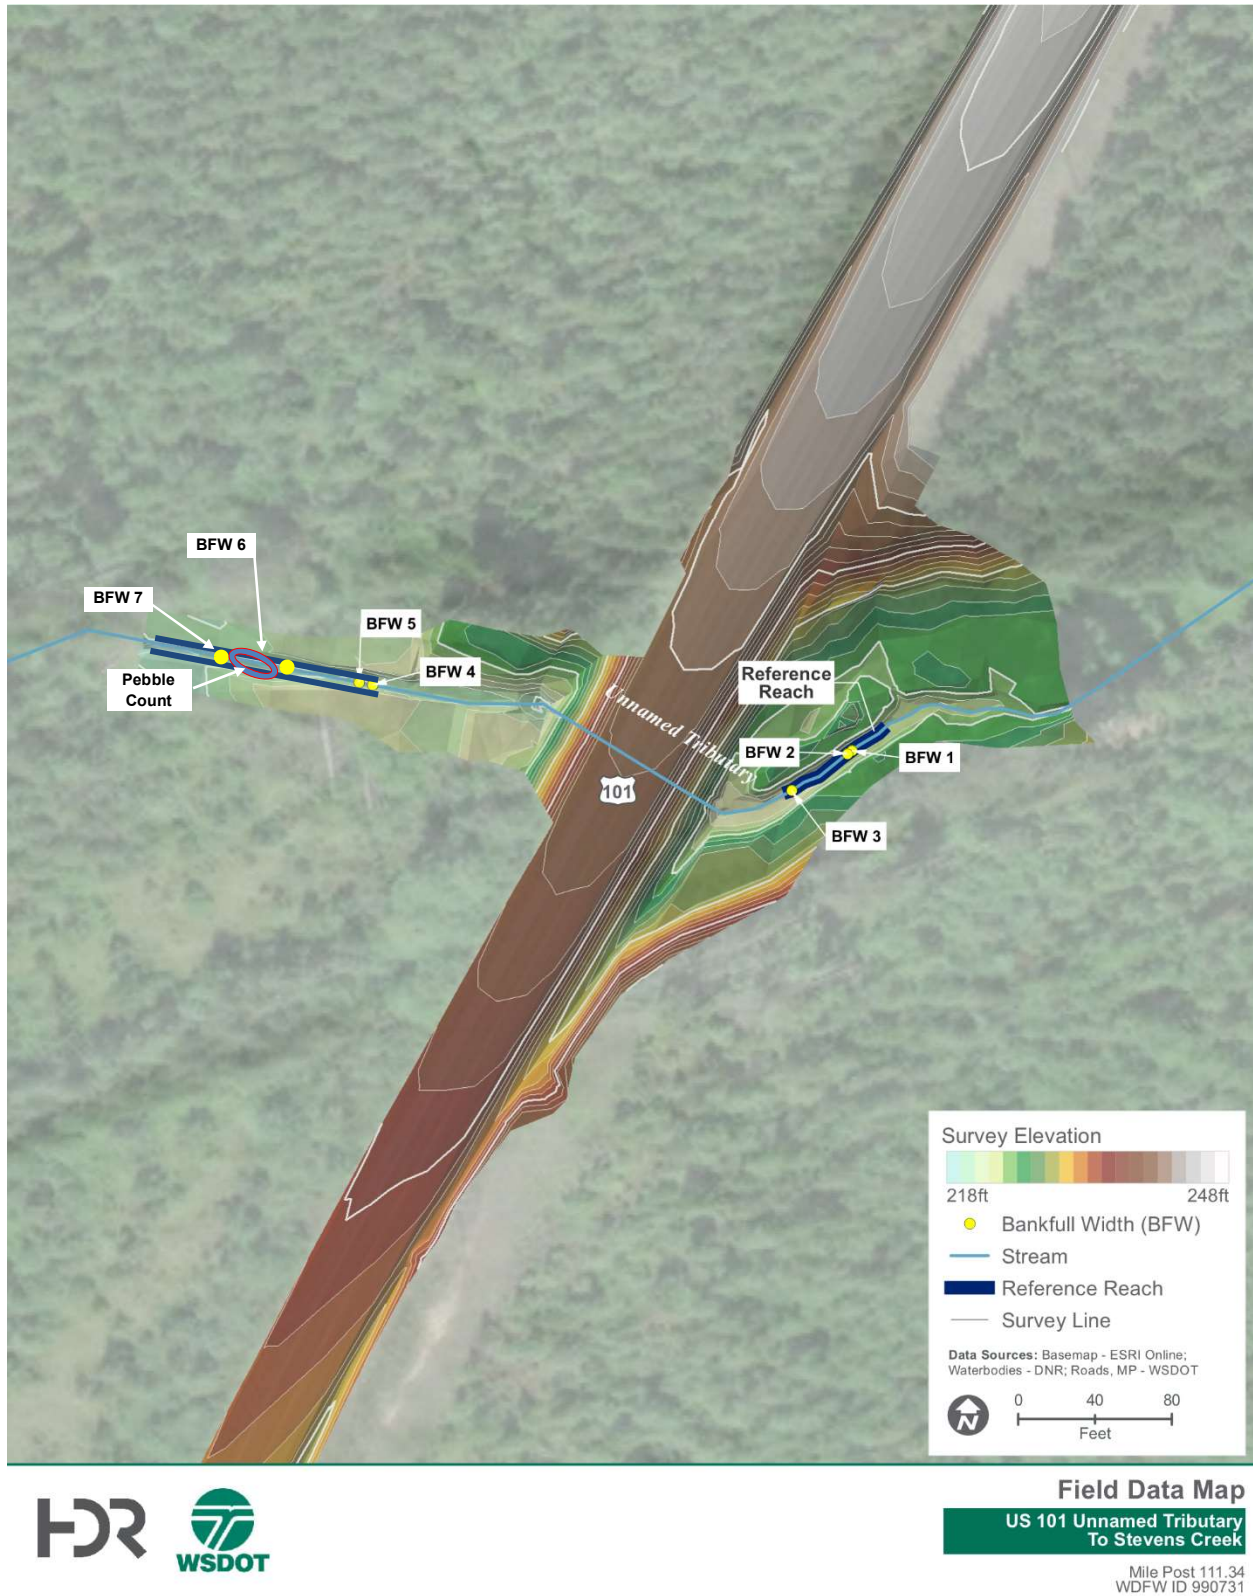 BFW 6
BFW 7
BFW 5
BFW 4
Pebble
Count
Reference
Reach
Unnamed Tributary
BFW 2
BFW 1
101
BFW 3
Survey Elevation
218ft 248ft
Bankfull Width (BFW)
Stream
Reference Reach
Survey Line
Data Sources: Basemap - ESRI Online;
Waterbodies - DNR; Roads, MP - WSDOT
N
0 40 80
Feet
HDR
WSDOT
Field Data Map
US 101 Unnamed Tributary
To Stevens Creek
Mile Post 111.34
WDFW ID 990731